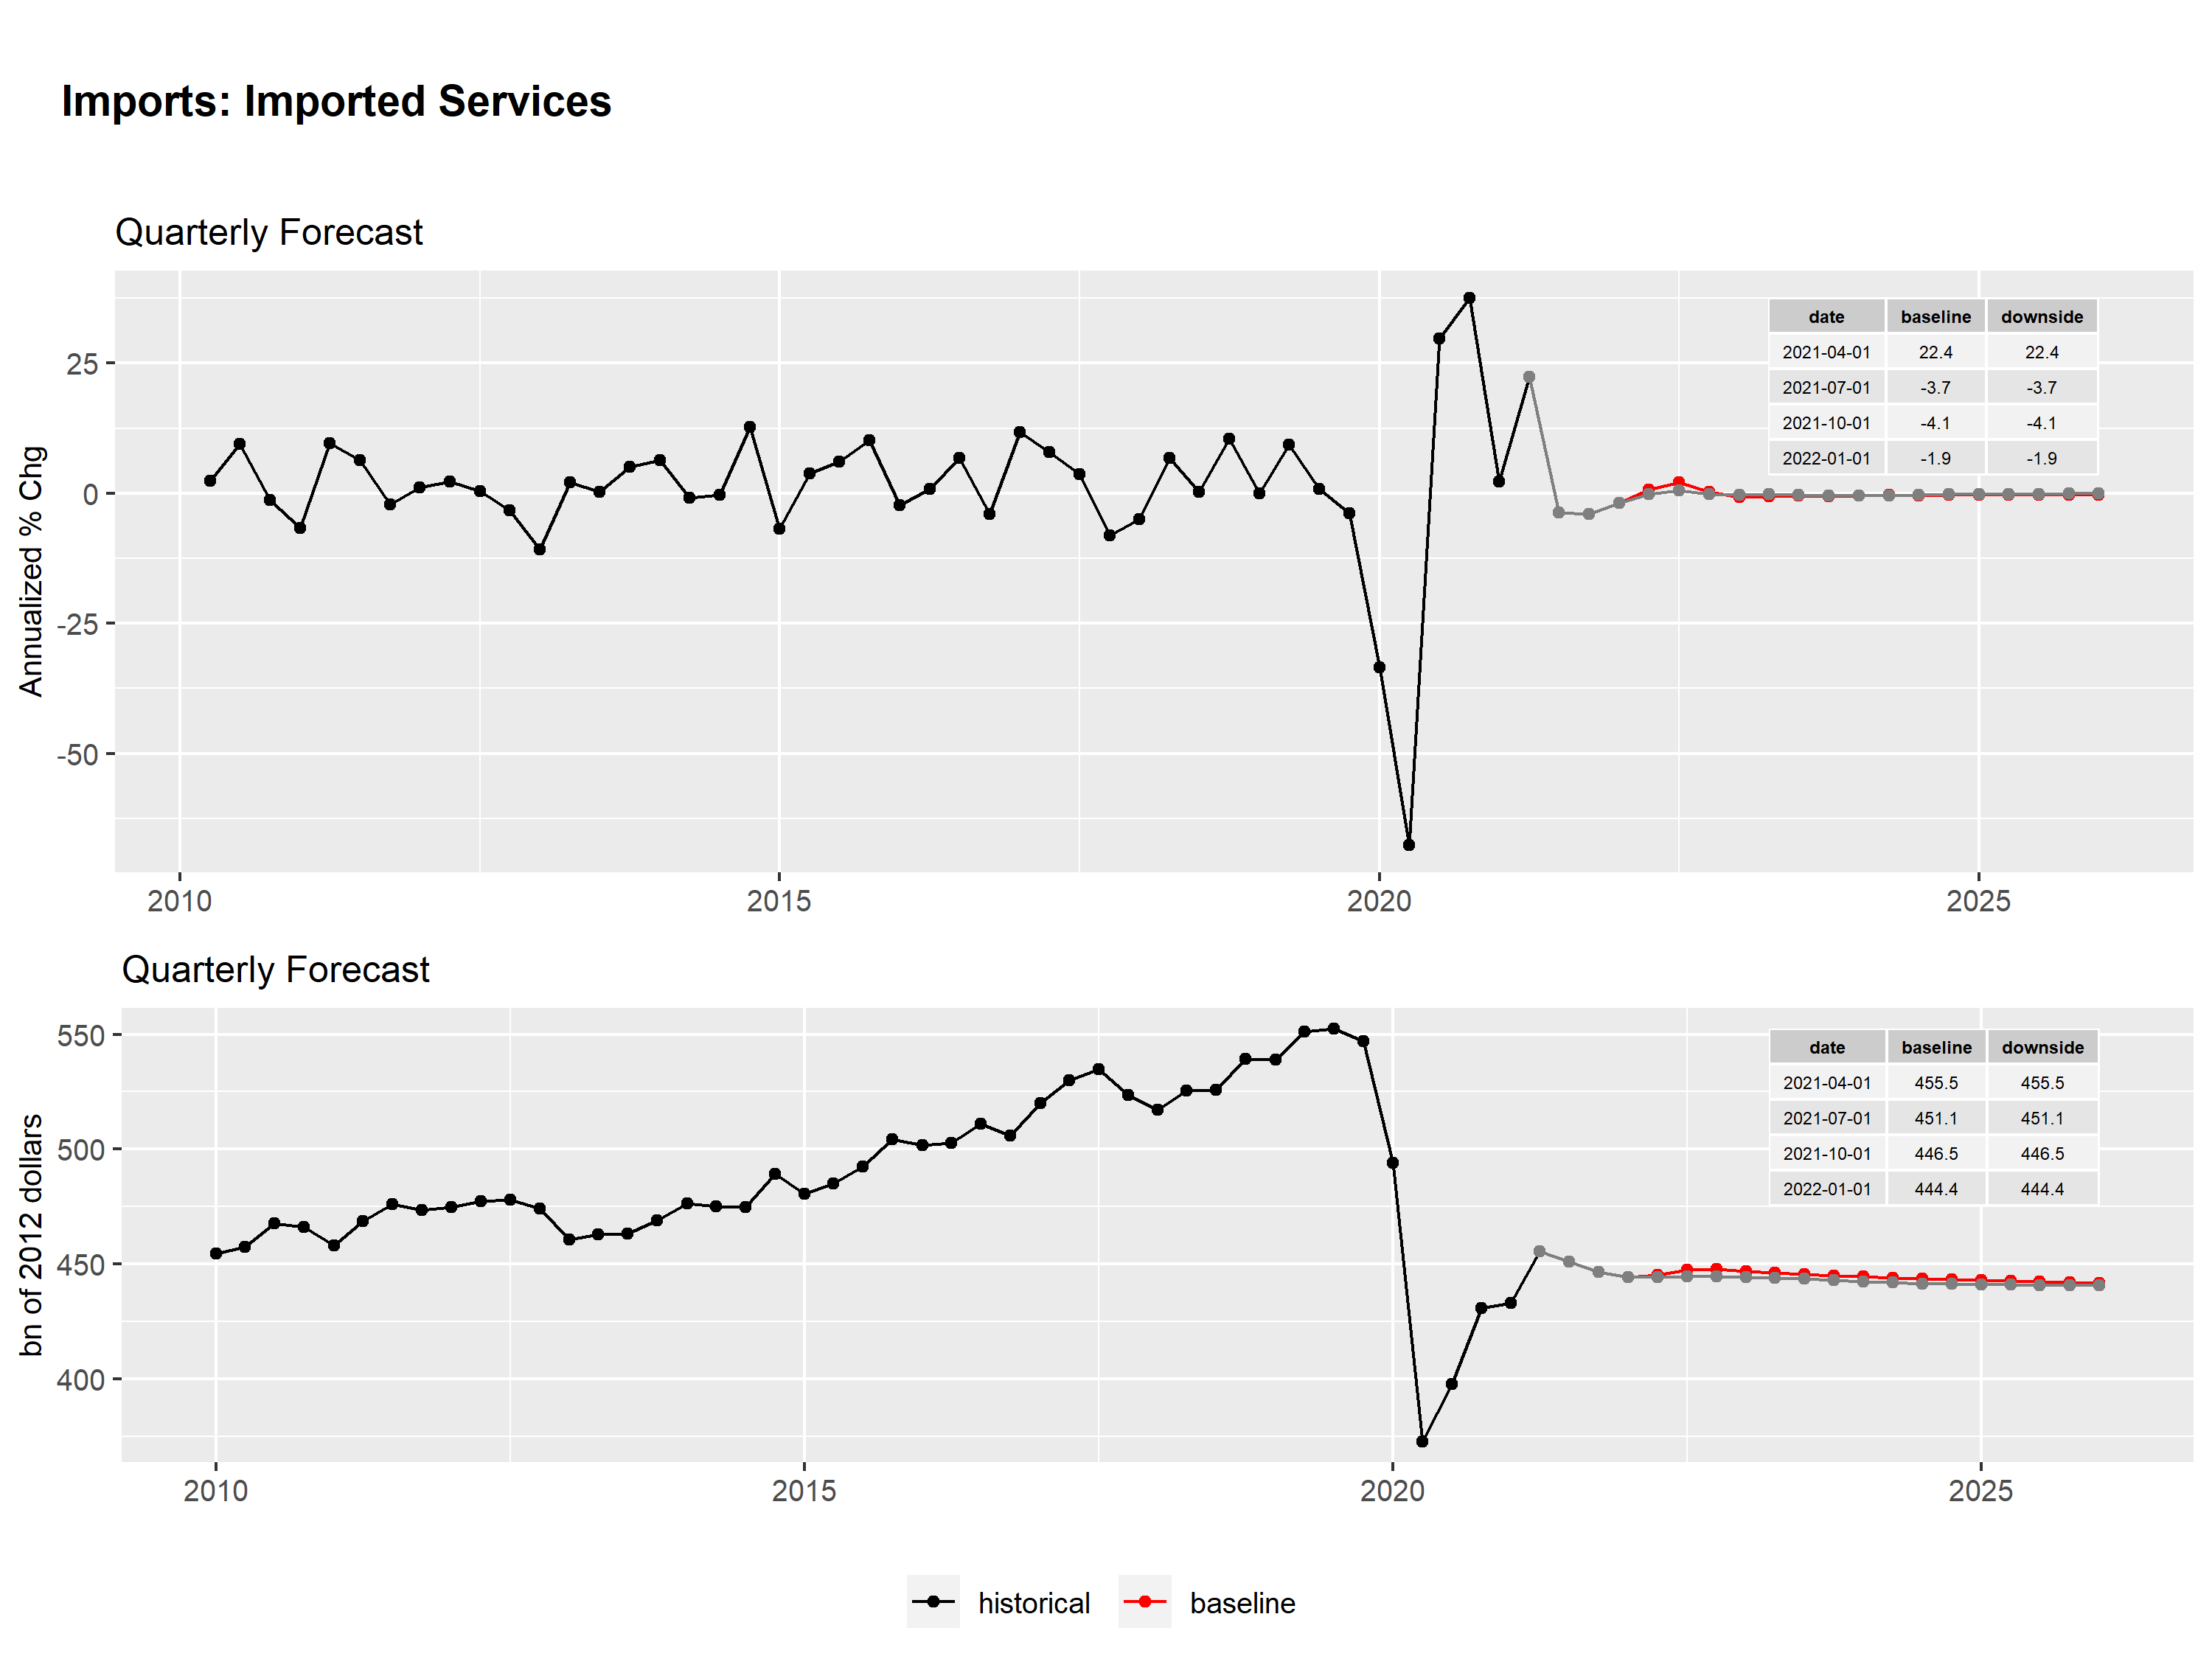 Imports: Imported Services
Quarterly Forecast
Annualized % Chg
25
0
-25
-50
2010 2015 2020 2025
date baseline downside
2021-04-01 22.4 22.4
2021-07-01 -3.7 -3.7
2021-10-01 -4.1 -4.1
2022-01-01 -1.9 -1.9
Quarterly Forecast
bn of 2012 dollars
550
500
450
400
2010 2015 2020 2025
date baseline downside
2021-04-01 455.5 455.5
2021-07-01 451.1 451.1
2021-10-01 446.5 446.5
2022-01-01 444.4 444.4
historical baseline